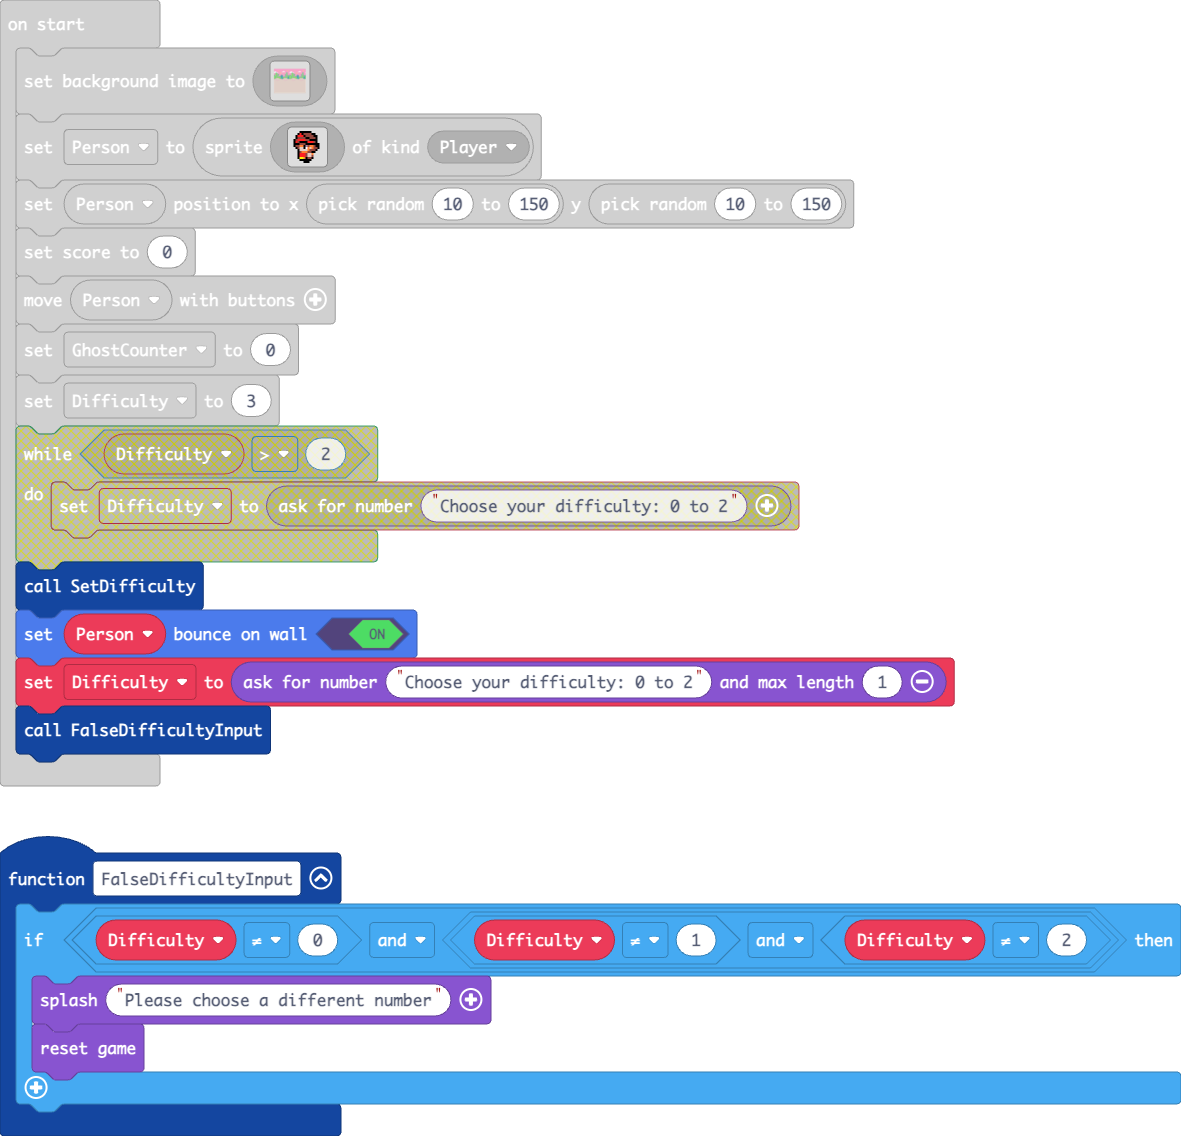 on start
set background image to
set Person to sprite of kind Player
set Person position to x pick random 10 to 150 y pick random 10 to 150
set score to 0
move Person with buttons
set GhostCounter to 0
set Difficulty to 3
while Difficulty > 2
do set Difficulty to ask for number "Choose your difficulty: 0 to 2"
call SetDifficulty
set Person bounce on wall ON
set Difficulty to ask for number "Choose your difficulty: 0 to 2" and max length 1
call FalseDifficultyInput
function FalseDifficultyInput
if Difficulty ≠ 0 and Difficulty ≠ 1 and Difficulty ≠ 2 then
splash "Please choose a different number"
reset game